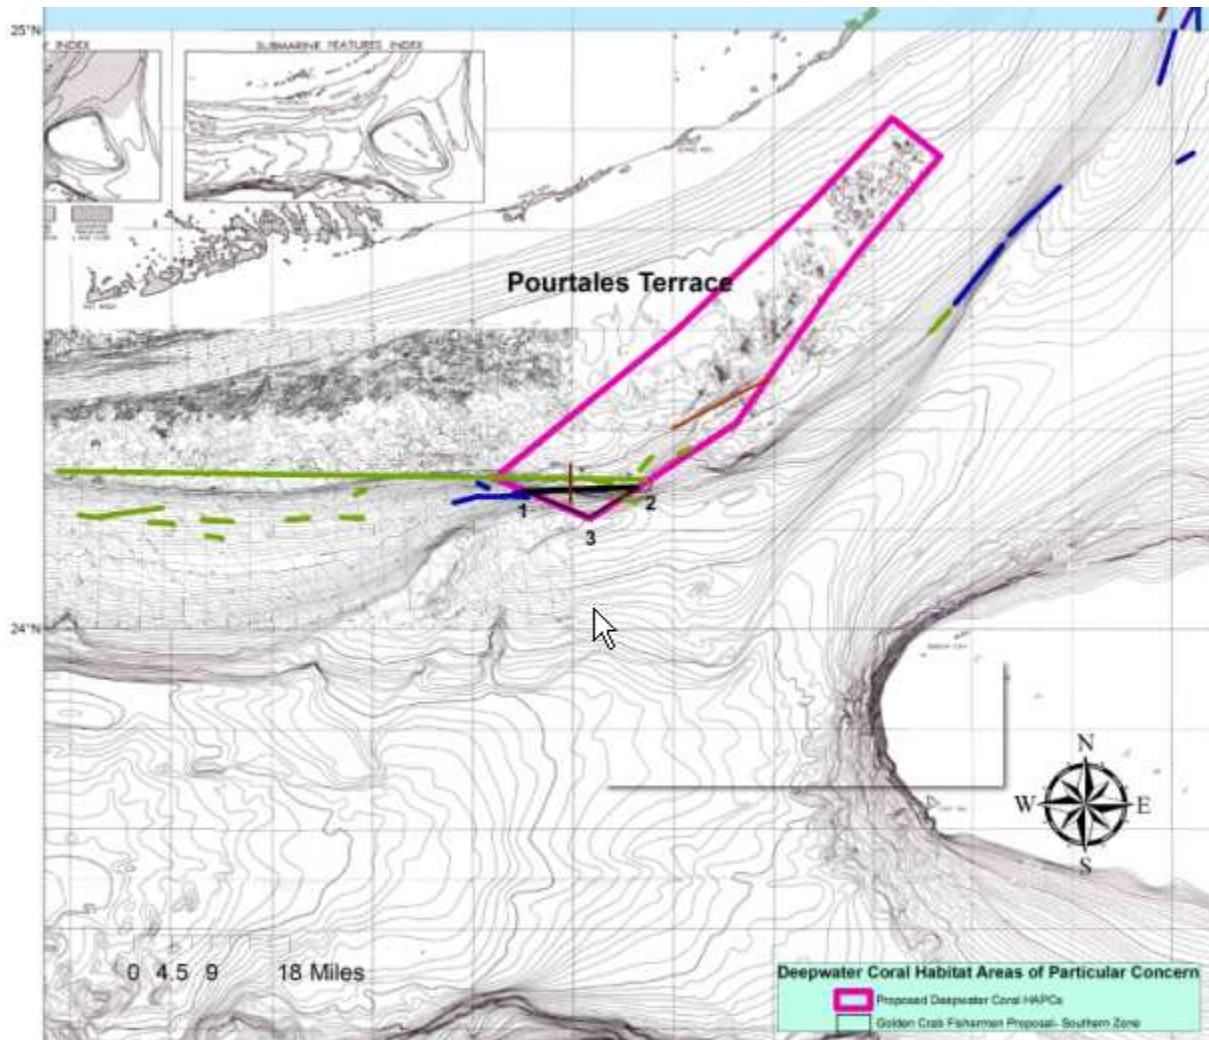 25°N
Y INDEX
SUBMARINE FEATURES INDEX
Pourtales Terrace
1
2
3
24°N
N
W
E
S
0 4.5 9 18 Miles
Deepwater Coral Habitat Areas of Particular Concern
Proposed Deepwater Coral HAPCs
Golden Crab Fishermen Proposal- Southern Zone